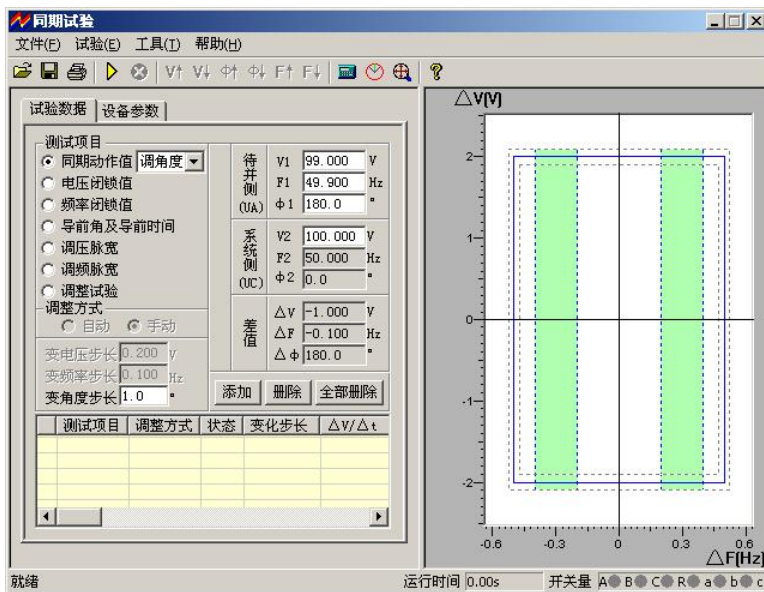 同期试验
文件(F) 试验(E) 工具(T) 帮助(H)
V↑ V↓ Φ↑ Φ↓ F↑ F↓
试验数据 设备参数
测试项目
同期动作值 调角度
电压闭锁值
频率闭锁值
导前角及导前时间
调压脉宽
调频脉宽
调整试验
调整方式
自动 手动
变电压步长 0.200 V
变频率步长 0.100 Hz
变角度步长 1.0 °
待并侧(UA)
V1 99.000 V
F1 49.900 Hz
Φ1 180.0 °
系统侧(UC)
V2 100.000 V
F2 50.000 Hz
Φ2 0.0 °
差值
△V -1.000 V
△F -0.100 Hz
△Φ 180.0 °
添加 删除 全部删除
测试项目 调整方式 状态 变化步长 △V/△t
△V(V)
2
1
0
-1
-2
-0.6 -0.3 0 0.3 0.6
△F(Hz)
就绪 运行时间 0.00s 开关量 A B C R a b c